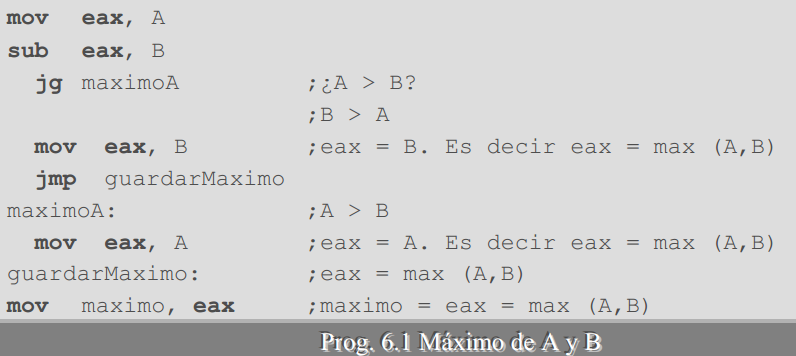 mov eax, A
sub eax, B
jg maximoA ;¿A > B?
;B > A
mov eax, B ;eax = B. Es decir eax = max (A,B)
jmp guardarMaximo
maximoA: ;A > B
mov eax, A ;eax = A. Es decir eax = max (A,B)
guardarMaximo: ;eax = max (A,B)
mov maximo, eax ;maximo = eax = max (A,B)
Prog. 6.1 Máximo de A y B